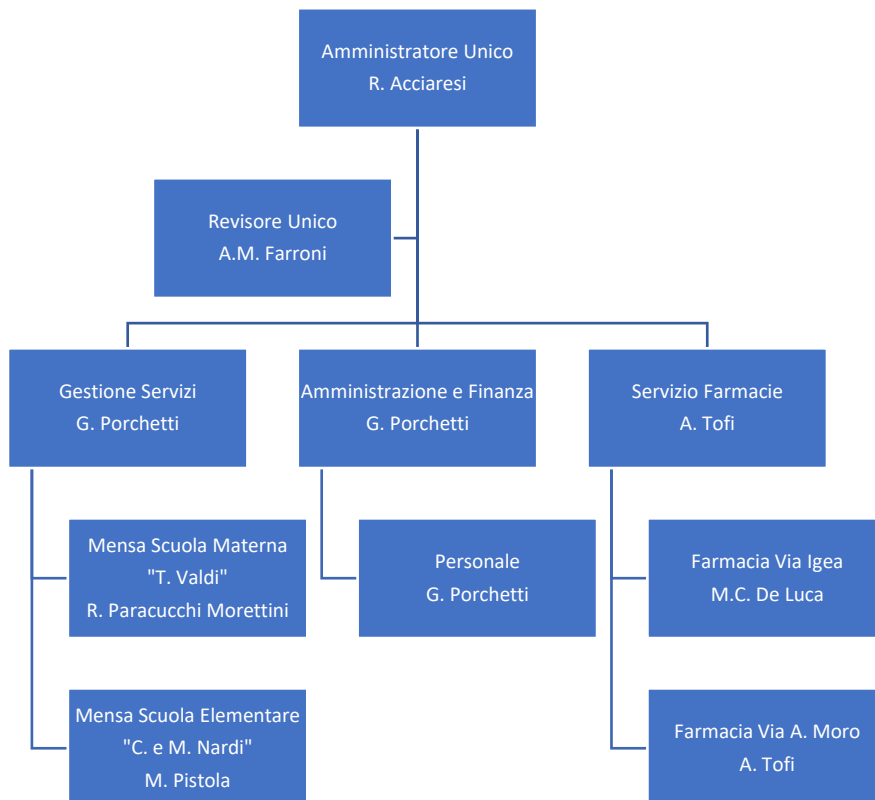 Amministratore Unico
R. Acciaresi
Revisore Unico
A.M. Farroni
Gestione Servizi
G. Porchetti
Amministrazione e Finanza
G. Porchetti
Servizio Farmacie
A. Tofi
Mensa Scuola Materna
"T. Valdi"
R. Paracucchi Morettini
Personale
G. Porchetti
Farmacia Via Igea
M.C. De Luca
Mensa Scuola Elementare
"C. e M. Nardi"
M. Pistola
Farmacia Via A. Moro
A. Tofi